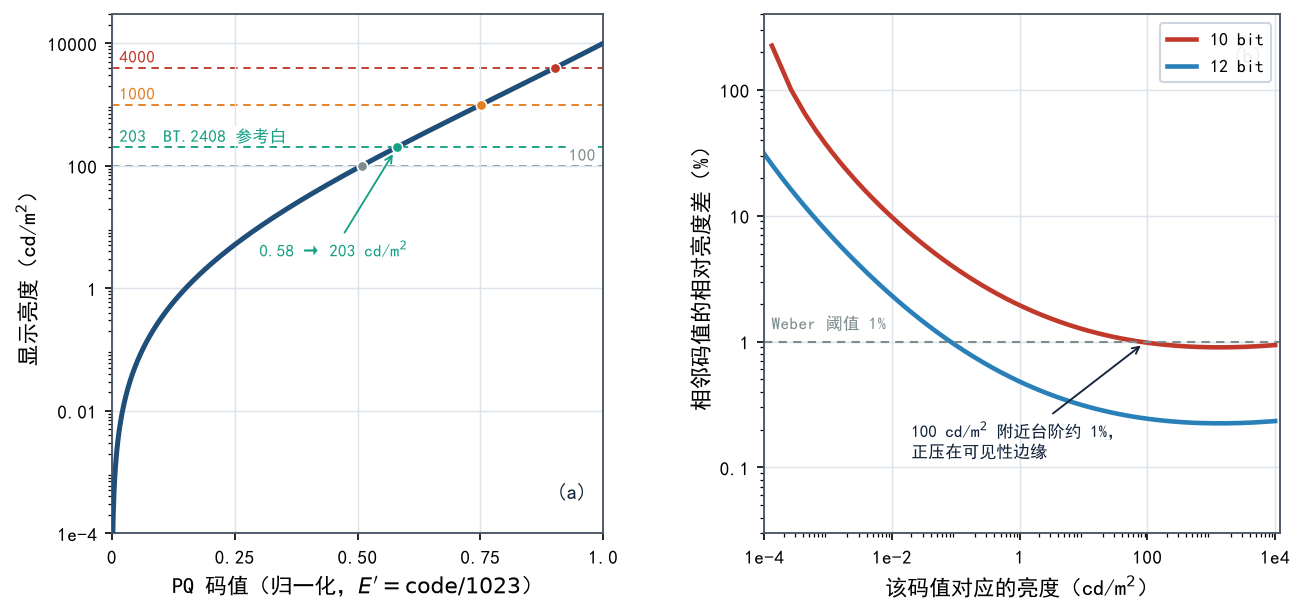 10000
100
1
0.01
1e-4
显示亮度（cd/m²）
4000
1000
203 BT.2408 参考白
100
0.58 → 203 cd/m²
(a)
0
0.25
0.50
0.75
1.0
PQ 码值（归一化，E′ = code/1023）
100
10
1
0.1
相邻码值的相对亮度差（%）
10 bit
12 bit
Weber 阈值 1%
100 cd/m² 附近台阶约 1%，
正压在可见性边缘
1e-4
1e-2
1
100
1e4
该码值对应的亮度（cd/m²）